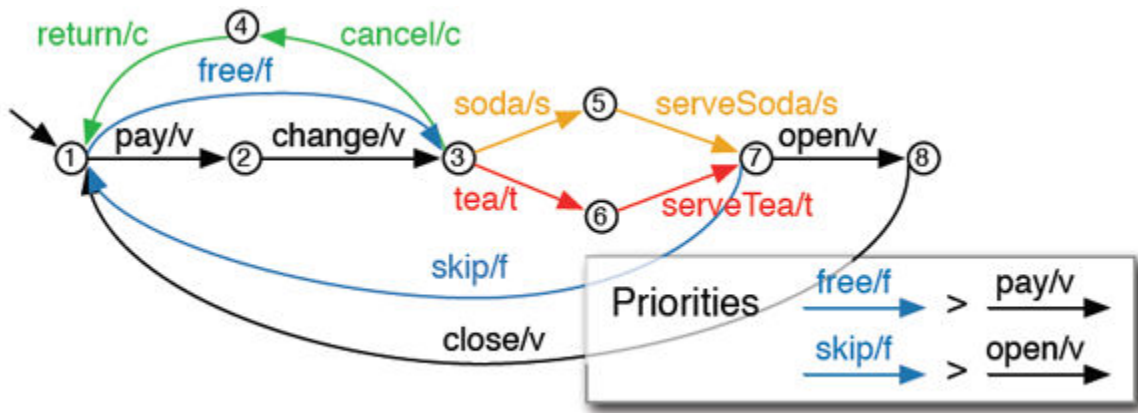 4
return/c
cancel/c
free/f
soda/s
5
serveSoda/s
pay/v
change/v
open/v
1
2
3
7
8
tea/t
6
serveTea/t
skip/f
close/v
Priorities
free/f > pay/v
skip/f > open/v